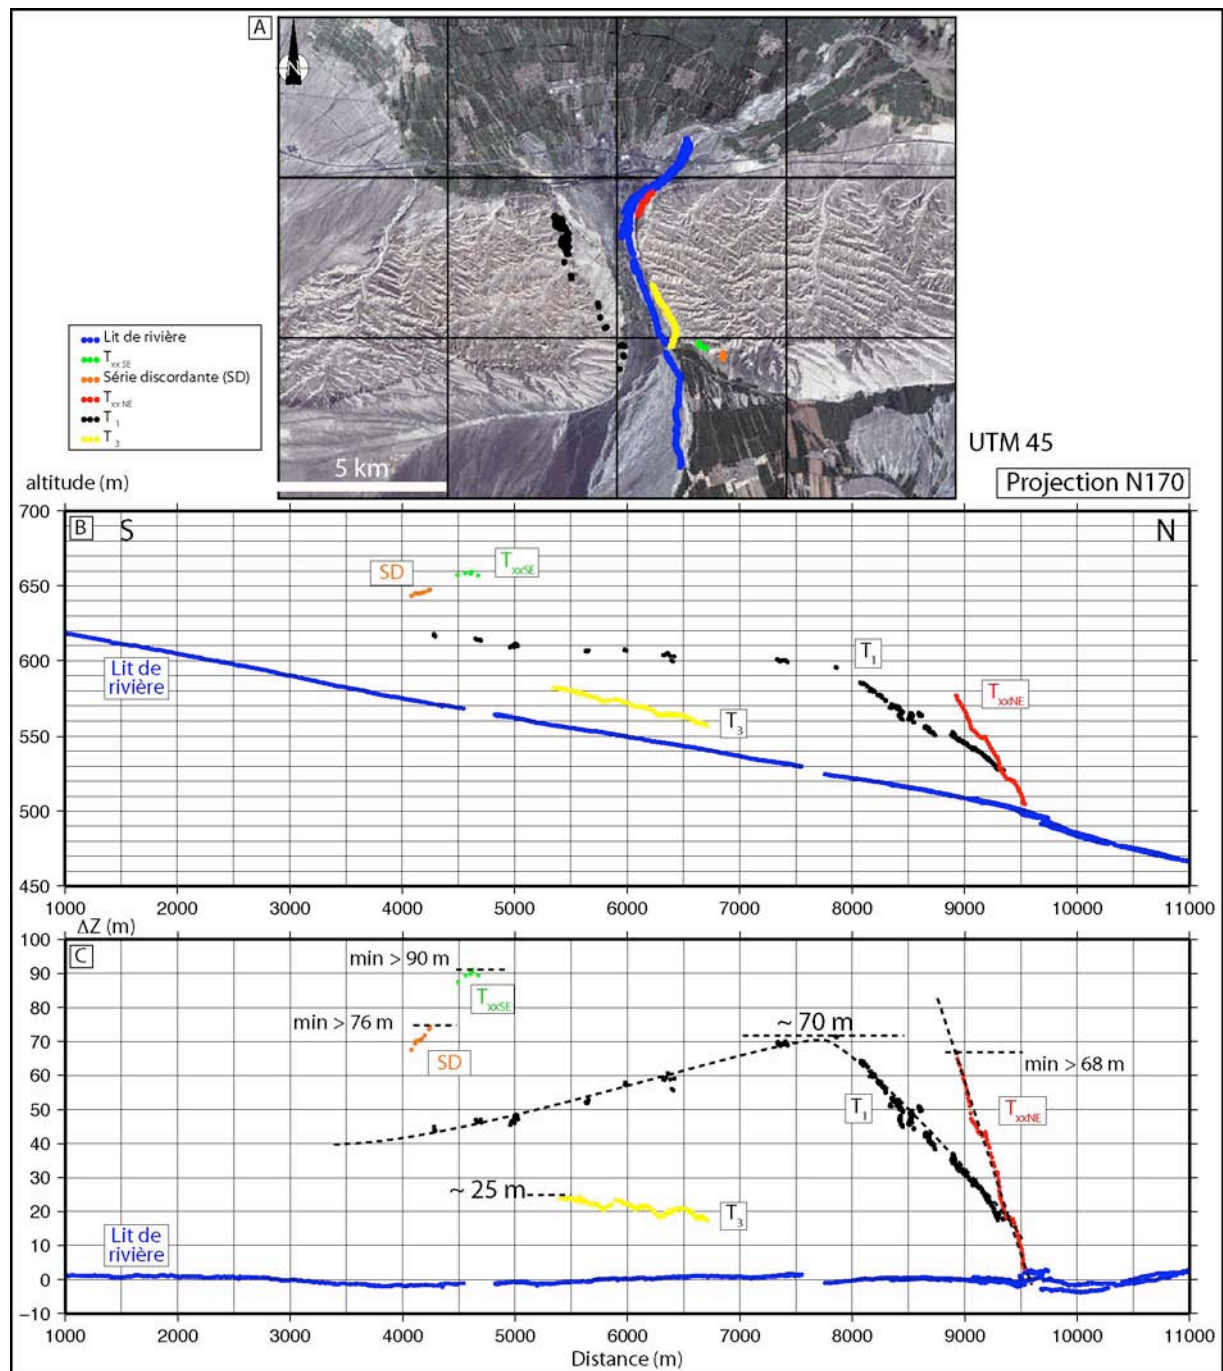 A
N
Lit de rivière
TxxSE
Série discordante (SD)
TxxNE
T1
T3
5 km
UTM 45
Projection N170
altitude (m)
B
S
N
700
650
600
550
500
450
SD
TxxSE
T1
TxxNE
T3
Lit de
rivière
1000 2000 3000 4000 5000 6000 7000 8000 9000 10000 11000
ΔZ (m)
C
100
90
80
70
60
50
40
30
20
10
0
−10
min > 90 m
TxxSE
min > 76 m
SD
~ 70 m
min > 68 m
T1
TxxNE
~ 25 m
T3
Lit de
rivière
1000 2000 3000 4000 5000 6000 7000 8000 9000 10000 11000
Distance (m)